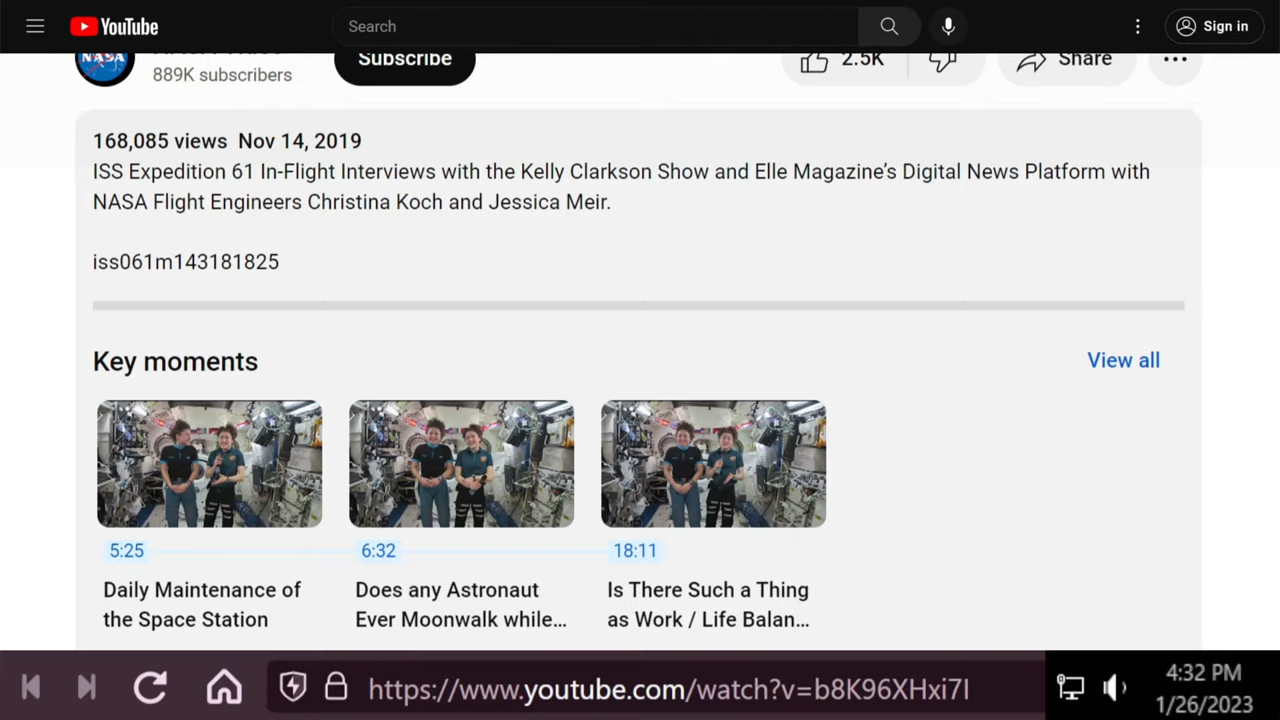 YouTube
Search
Sign in
NASA
889K subscribers
Subscribe
2.5K
Share
168,085 views Nov 14, 2019
ISS Expedition 61 In-Flight Interviews with the Kelly Clarkson Show and Elle Magazine’s Digital News Platform with
NASA Flight Engineers Christina Koch and Jessica Meir.
iss061m143181825
Key moments
View all
5:25
6:32
18:11
Daily Maintenance of
the Space Station
Does any Astronaut
Ever Moonwalk while...
Is There Such a Thing
as Work / Life Balan...
https://www.youtube.com/watch?v=b8K96XHxi7I
4:32 PM
1/26/2023